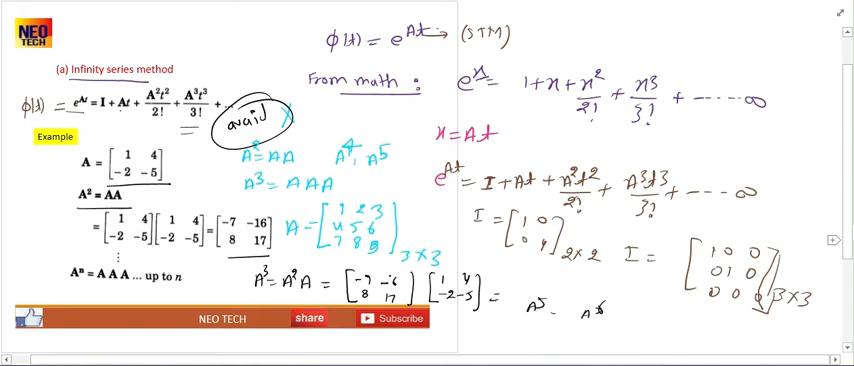 NEO
TECH
(a) Infinity series method
ϕ(t) = e^At = I + At + A²t²/2! + A³t³/3! + ...
avoid X
Example
A = [1 4; -2 -5]
A² = AA
= [1 4; -2 -5] [1 4; -2 -5] = [-7 -16; 8 17]
⋮
Aⁿ = A A A ... up to n
A² = AA A⁴, A⁵
A³ = AAA
A = [1 2 3; 4 5 6; 7 8 9] 3×3
A³ = A²A = [-7 -16; 8 17] [1 4; -2 -5] =
ϕ(t) = e^At → (STM)
From math : e^x = 1 + x + x²/2! + x³/3! + ------ ∞
x = At
e^At = I + At + A²t²/2! + A³t³/3! + ------ ∞
I = [1 0; 0 1] 2×2 I = [1 0 0; 0 1 0; 0 0 0] 3×3
A⁵ - A⁶
NEO TECH share Subscribe